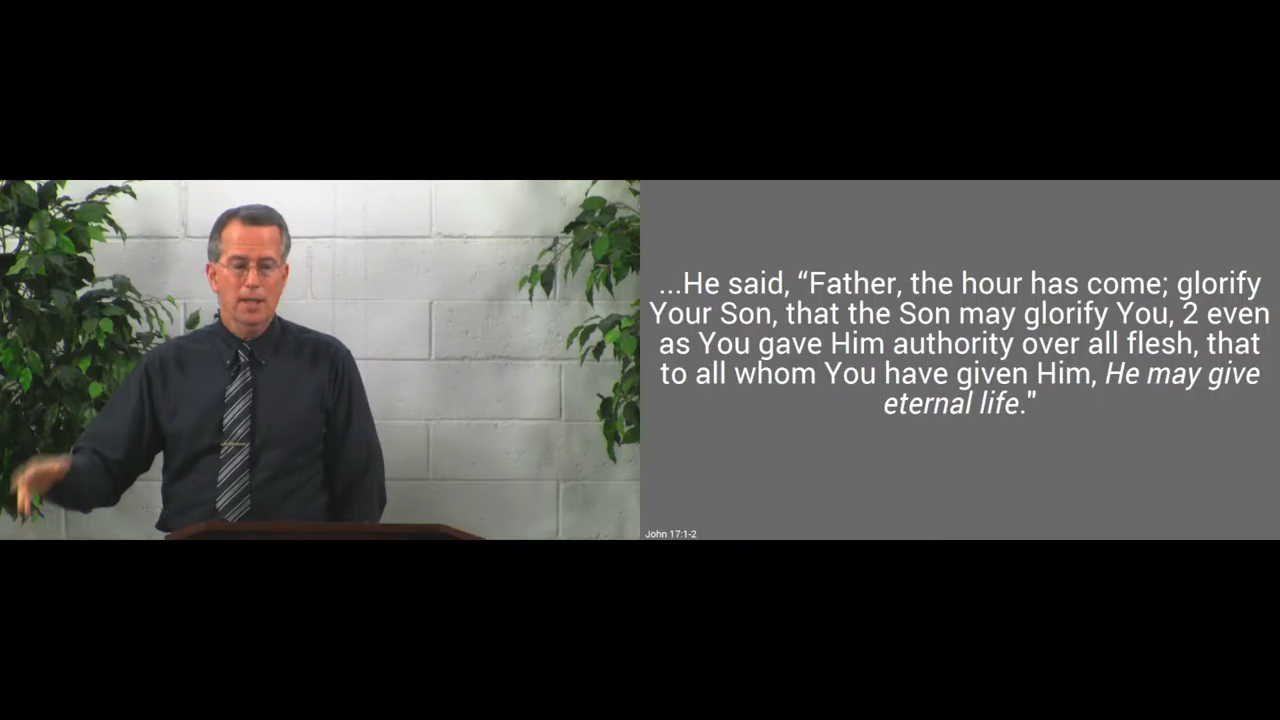 ...He said, “Father, the hour has come; glorify
Your Son, that the Son may glorify You, 2 even
as You gave Him authority over all flesh, that
to all whom You have given Him, He may give
eternal life."
John 17:1-2